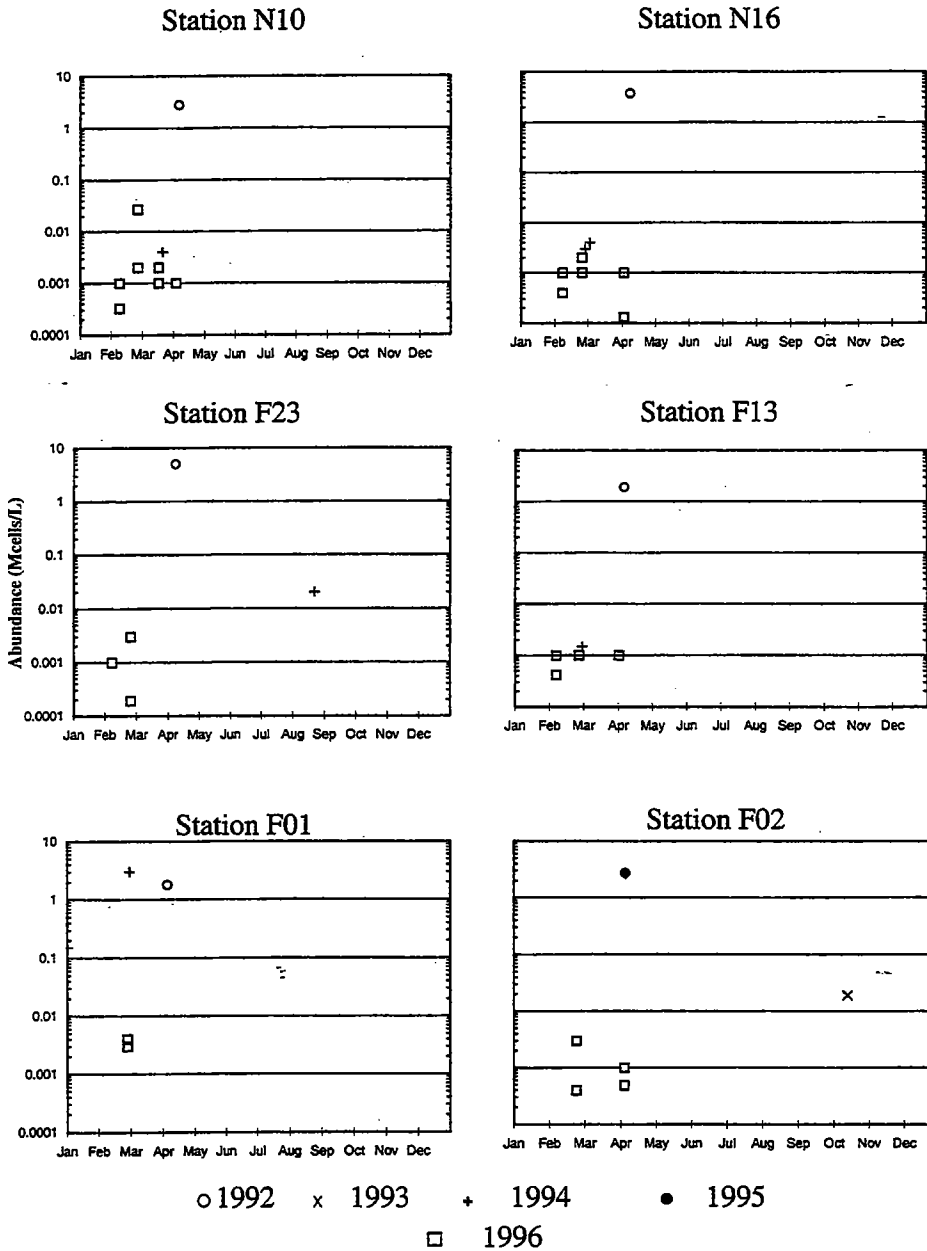 Station N10
Station N16
10
1
0.1
0.01
0.001
0.0001
Jan Feb Mar Apr May Jun Jul Aug Sep Oct Nov Dec
Jan Feb Mar Apr May Jun Jul Aug Sep Oct Nov Dec
Station F23
Station F13
Abundance (Mcells/L)
10
1
0.1
0.01
0.001
0.0001
Jan Feb Mar Apr May Jun Jul Aug Sep Oct Nov Dec
Jan Feb Mar Apr May Jun Jul Aug Sep Oct Nov Dec
Station F01
Station F02
10
1
0.1
0.01
0.001
0.0001
Jan Feb Mar Apr May Jun Jul Aug Sep Oct Nov Dec
Jan Feb Mar Apr May Jun Jul Aug Sep Oct Nov Dec
1992 1993 1994 1995
1996